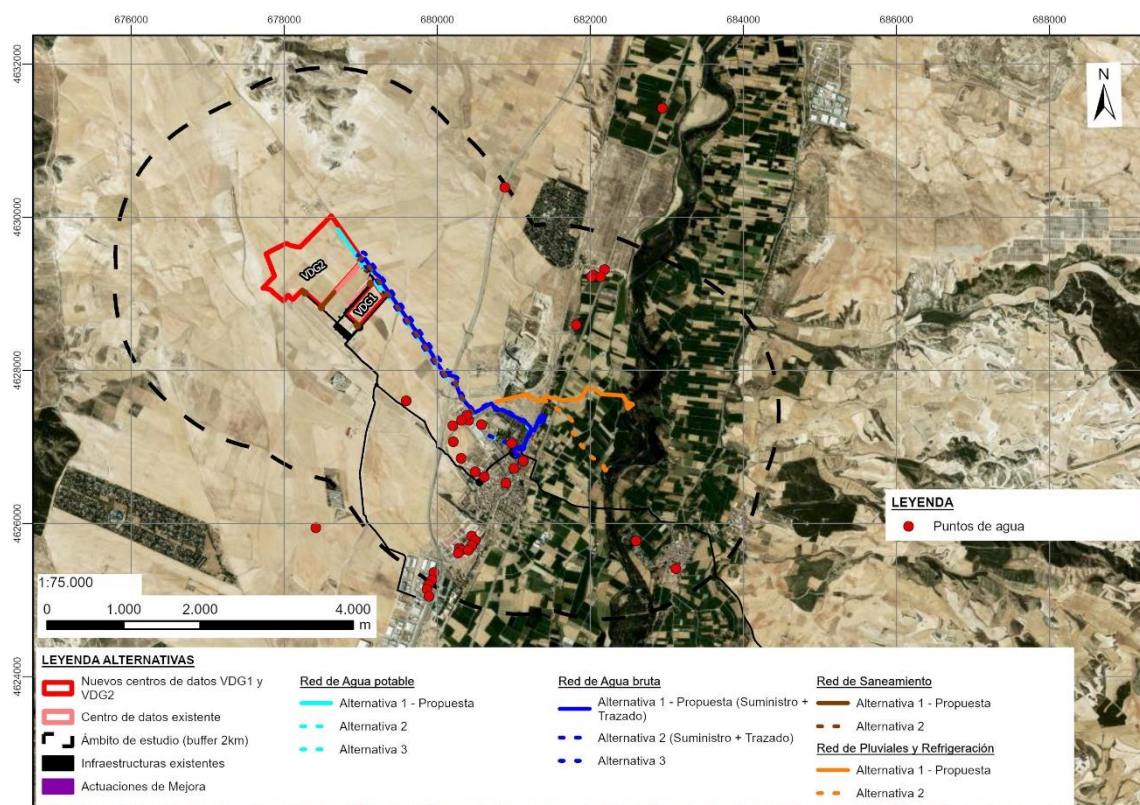 676000 678000 680000 682000 684000 686000 688000
4632000
N
4630000
VDG2
VDG1
4628000
4626000
LEYENDA
Puntos de agua
1:75.000
0 1.000 2.000 4.000
m
4624000
LEYENDA ALTERNATIVAS
Nuevos centros de datos VDG1 y
VDG2
Centro de datos existente
Ámbito de estudio (buffer 2km)
Infraestructuras existentes
Actuaciones de Mejora
Red de Agua potable
Alternativa 1 - Propuesta
Alternativa 2
Alternativa 3
Red de Agua bruta
Alternativa 1 - Propuesta (Suministro +
Trazado)
Alternativa 2 (Suministro + Trazado)
Alternativa 3
Red de Saneamiento
Alternativa 1 - Propuesta
Alternativa 2
Red de Pluviales y Refrigeración
Alternativa 1 - Propuesta
Alternativa 2